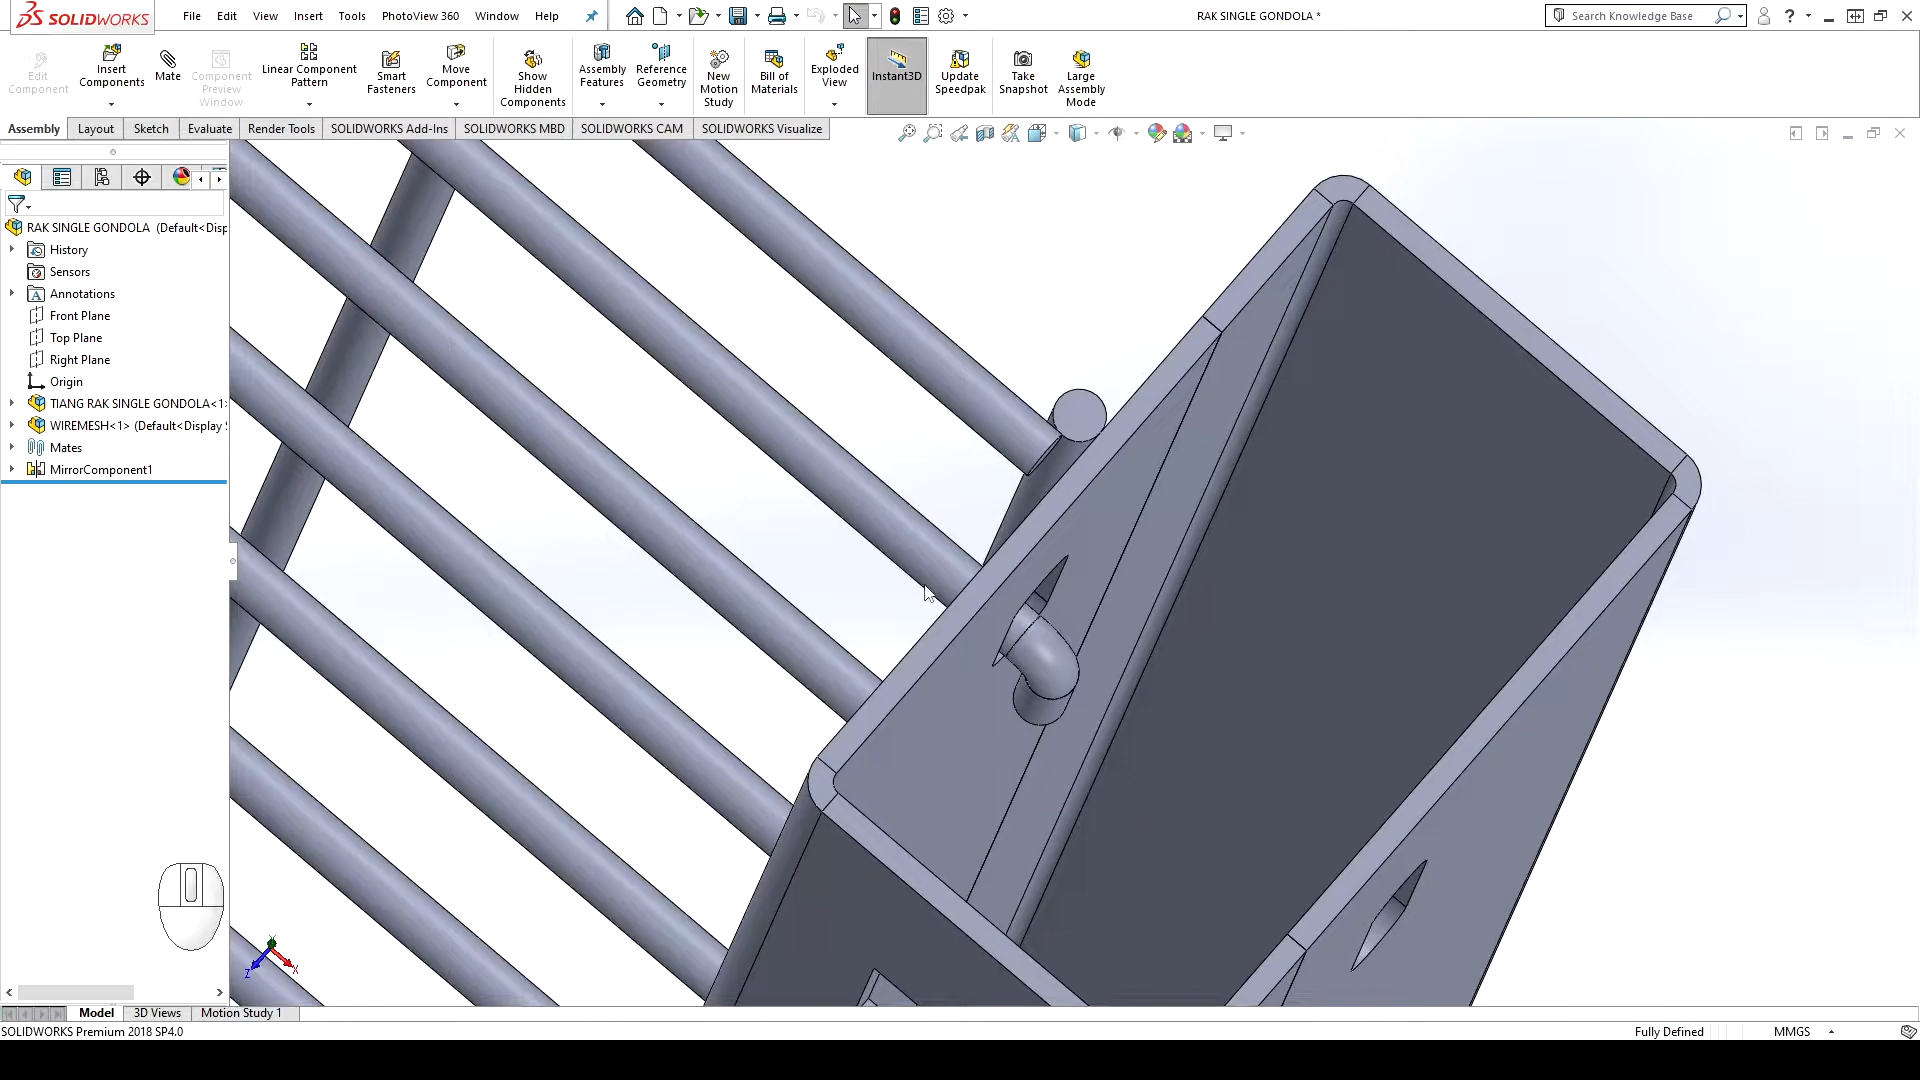 SOLIDWORKS File Edit View Insert Tools PhotoView 360 Window Help RAK SINGLE GONDOLA * Search Knowledge Base ?
Edit Component
Insert Components
Mate
Component Preview Window
Linear Component Pattern
Smart Fasteners
Move Component
Show Hidden Components
Assembly Features
Reference Geometry
New Motion Study
Bill of Materials
Exploded View
Instant3D
Update Speedpak
Take Snapshot
Large Assembly Mode
Assembly Layout Sketch Evaluate Render Tools SOLIDWORKS Add-Ins SOLIDWORKS MBD SOLIDWORKS CAM SOLIDWORKS Visualize
RAK SINGLE GONDOLA (Default<Disp
History
Sensors
Annotations
Front Plane
Top Plane
Right Plane
Origin
TIANG RAK SINGLE GONDOLA<1>
WIREMESH<1> (Default<Display S
Mates
MirrorComponent1
Z X
Model 3D Views Motion Study 1
SOLIDWORKS Premium 2018 SP4.0 Fully Defined MMGS